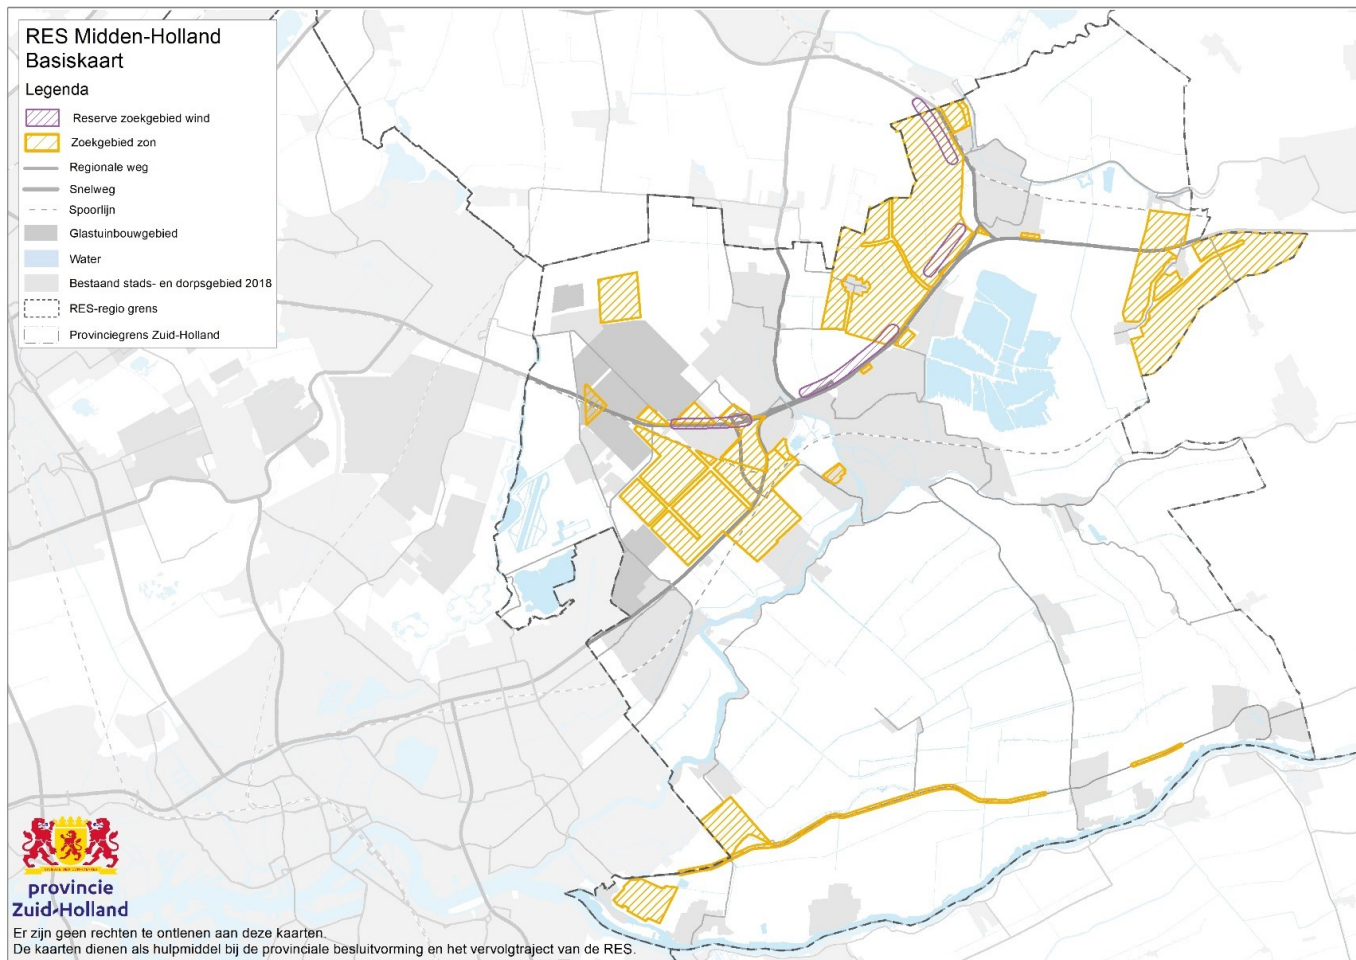 RES Midden-Holland
Basiskaart
Legenda
Reserve zoekgebied wind
Zoekgebied zon
Regionale weg
Snelweg
Spoorlijn
Glastuinbouwgebied
Water
Bestaand stads- en dorpsgebied 2018
RES-regio grens
Provinciegrens Zuid-Holland
provincie
Zuid-Holland
Er zijn geen rechten te ontlenen aan deze kaarten.
De kaarten dienen als hulpmiddel bij de provinciale besluitvorming en het vervolgtraject van de RES.